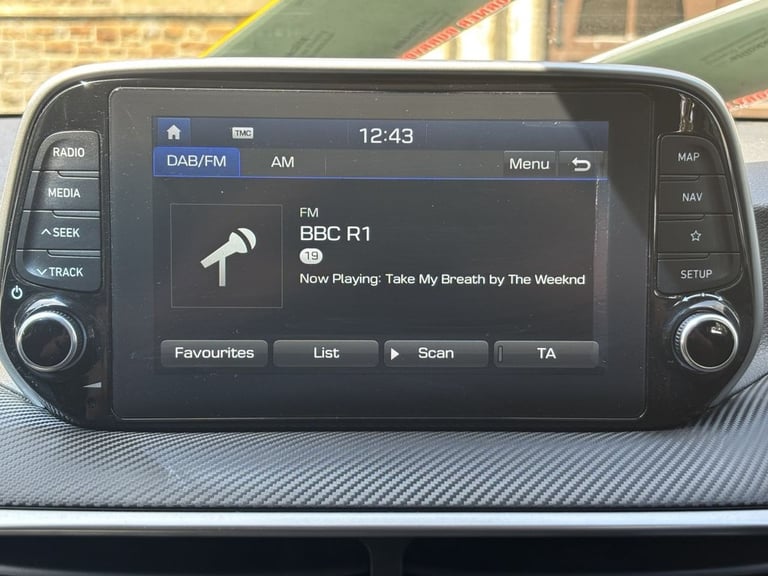 RADIO
MEDIA
SEEK
TRACK
TMC
12:43
DAB/FM
AM
Menu
FM
BBC R1
19
Now Playing: Take My Breath by The Weeknd
Favourites
List
Scan
TA
MAP
NAV
SETUP